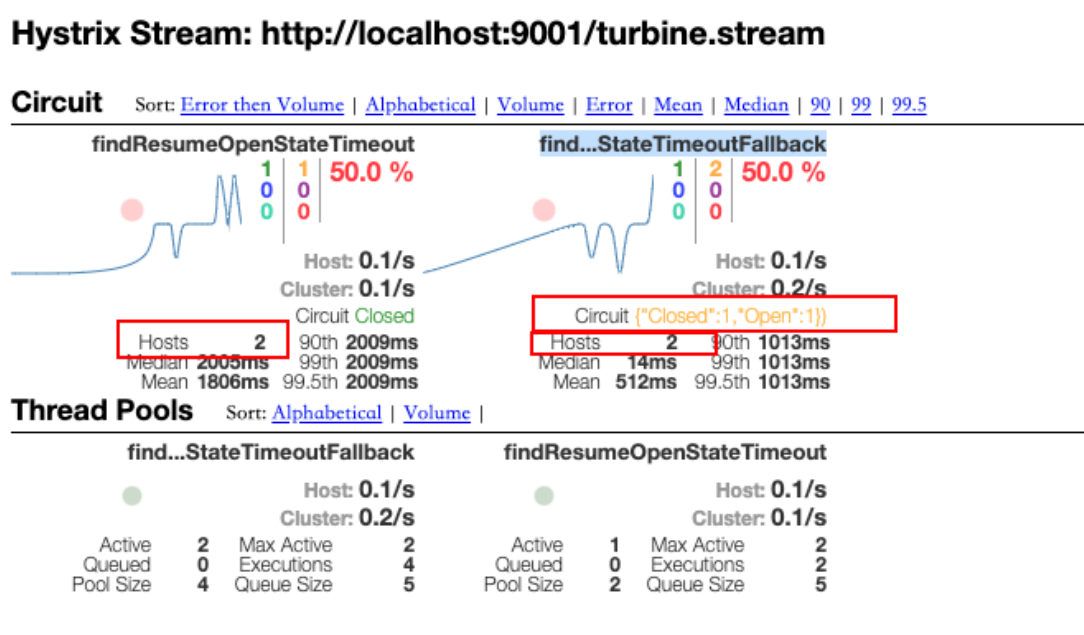 Hystrix Stream: http://localhost:9001/turbine.stream
Circuit Sort: Error then Volume | Alphabetical | Volume | Error | Mean | Median | 90 | 99 | 99.5
findResumeOpenStateTimeout
1 1 50.0 %
0 0
0 0
Host: 0.1/s
Cluster: 0.1/s
Circuit Closed
Hosts 2 90th 2009ms
Median 2005ms 99th 2009ms
Mean 1806ms 99.5th 2009ms
find...StateTimeoutFallback
1 2 50.0 %
0 0
0 0
Host: 0.1/s
Cluster: 0.2/s
Circuit {"Closed":1,"Open":1})
Hosts 2 90th 1013ms
Median 14ms 99th 1013ms
Mean 512ms 99.5th 1013ms
Thread Pools Sort: Alphabetical | Volume |
find...StateTimeoutFallback
Host: 0.1/s
Cluster: 0.2/s
Active 2 Max Active 2
Queued 0 Executions 4
Pool Size 4 Queue Size 5
findResumeOpenStateTimeout
Host: 0.1/s
Cluster: 0.1/s
Active 1 Max Active 2
Queued 0 Executions 2
Pool Size 2 Queue Size 5